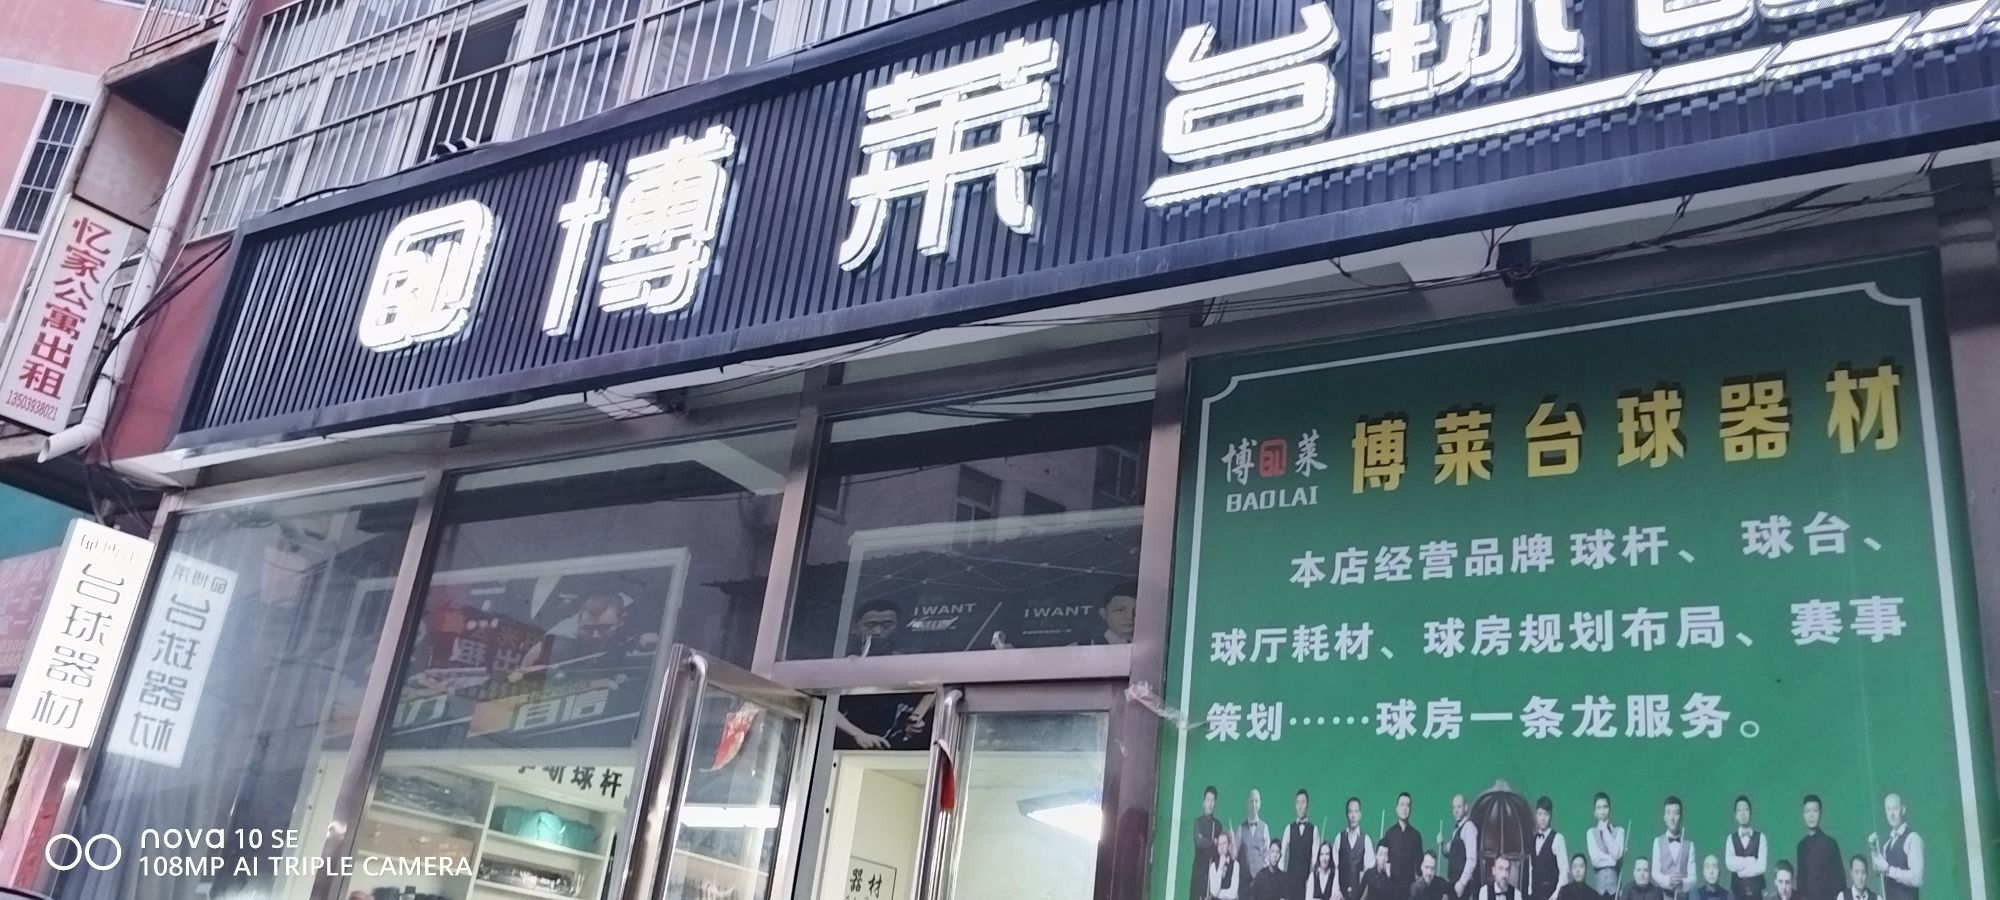 BL 博莱台球
忆家公寓出租
13503938021
博 BL 莱
BAOLAI
博莱台球器材
本店经营品牌 球杆、 球台、
球厅耗材、球房规划布局、赛事
策划……球房一条龙服务。
台球器材
台球器材
I WANT
I WANT
球杆
器材
nova 10 SE
108MP AI TRIPLE CAMERA